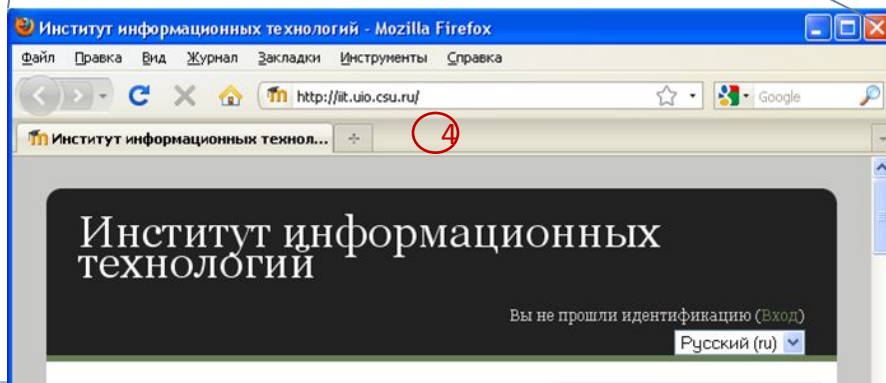 Институт информационных технологий - Mozilla Firefox
Файл Правка Вид Журнал Закладки Инструменты Справка
http://iit.uio.csu.ru/ Google
Институт информационных технол...
4
Институт информационных
технологий
Вы не прошли идентификацию (Вход)
Русский (ru)